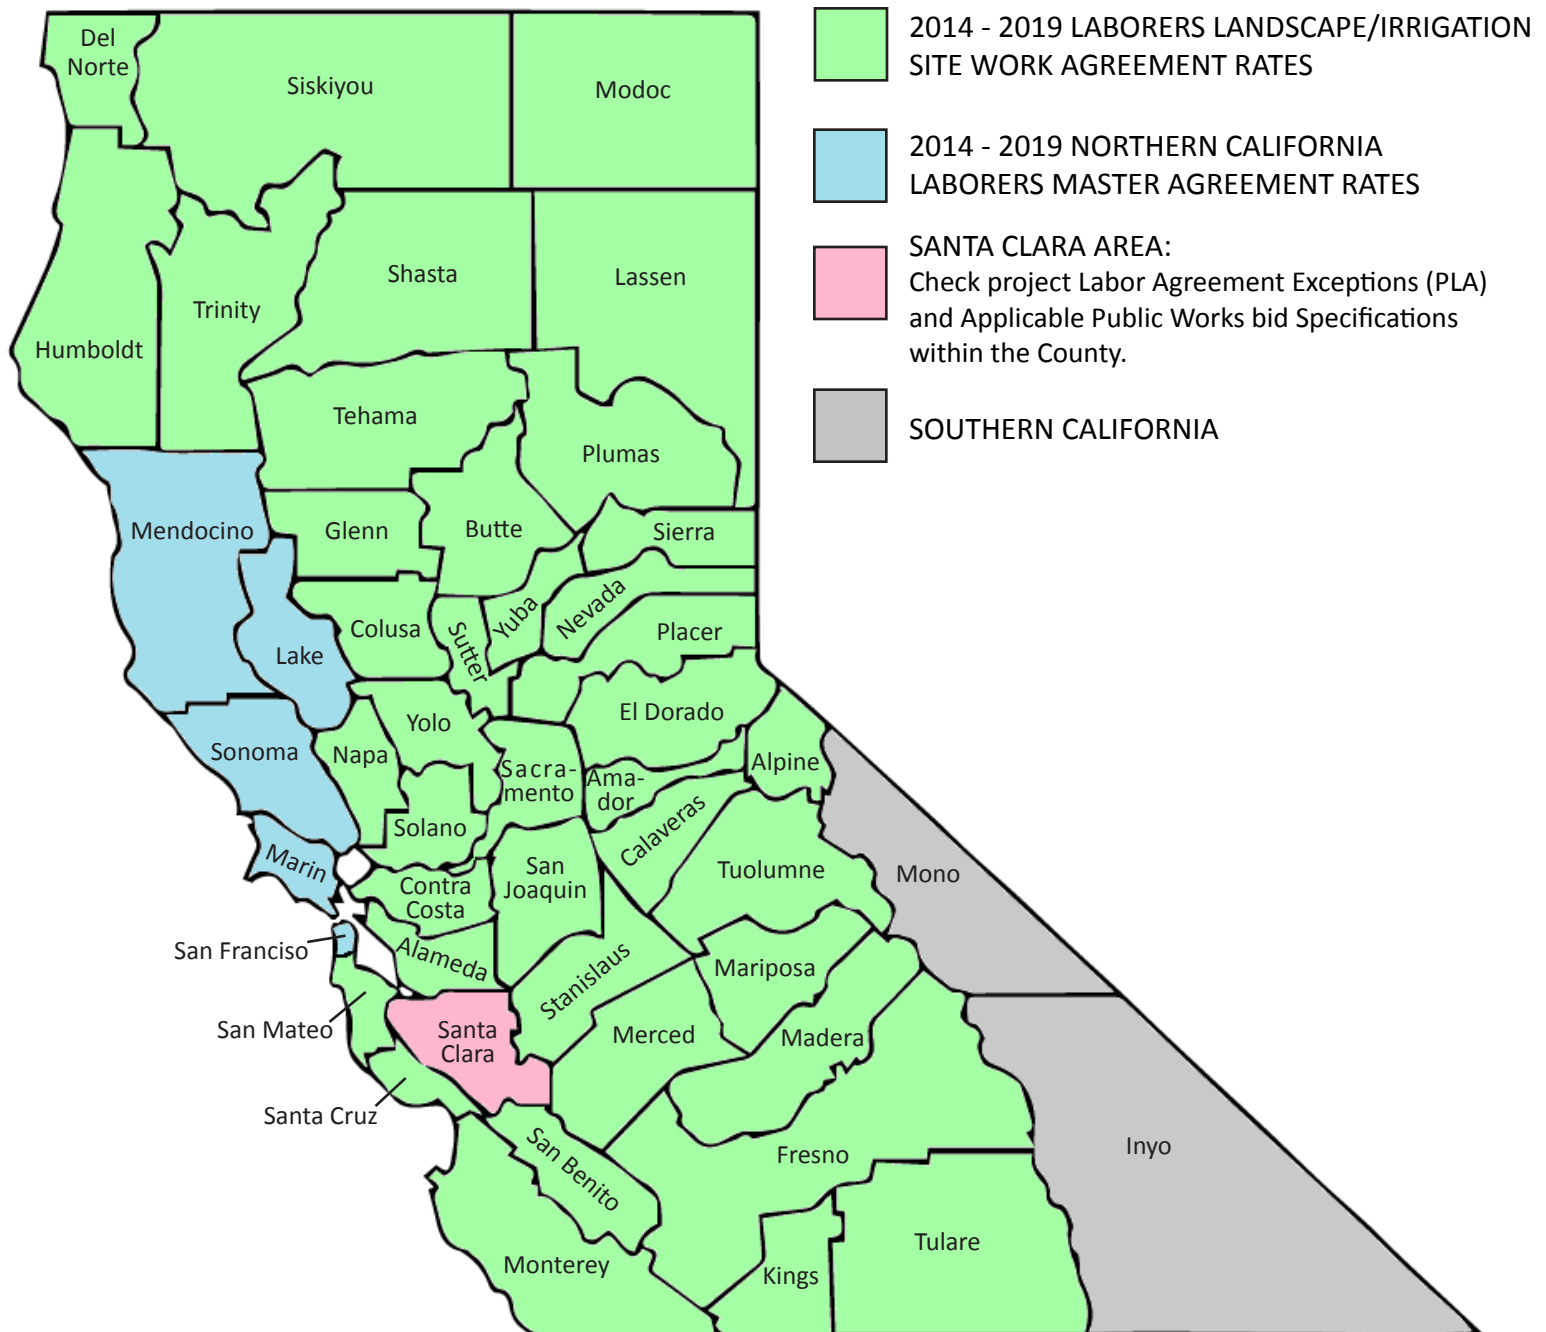 2014 - 2019 LABORERS LANDSCAPE/IRRIGATION
SITE WORK AGREEMENT RATES
2014 - 2019 NORTHERN CALIFORNIA
LABORERS MASTER AGREEMENT RATES
SANTA CLARA AREA:
Check project Labor Agreement Exceptions (PLA)
and Applicable Public Works bid Specifications
within the County.
SOUTHERN CALIFORNIA
Del
Norte
Siskiyou
Modoc
Shasta
Lassen
Trinity
Humboldt
Tehama
Plumas
Mendocino
Glenn
Butte
Sierra
Yuba
Nevada
Colusa
Sutter
Placer
Lake
El Dorado
Yolo
Sonoma
Napa
Sacra-
mento
Ama-
dor
Alpine
Solano
Calaveras
Marin
San
Joaquin
Tuolumne
Mono
Contra
Costa
San Franciso
Alameda
Stanislaus
Mariposa
San Mateo
Santa
Clara
Merced
Madera
Santa Cruz
San Benito
Fresno
Inyo
Tulare
Monterey
Kings